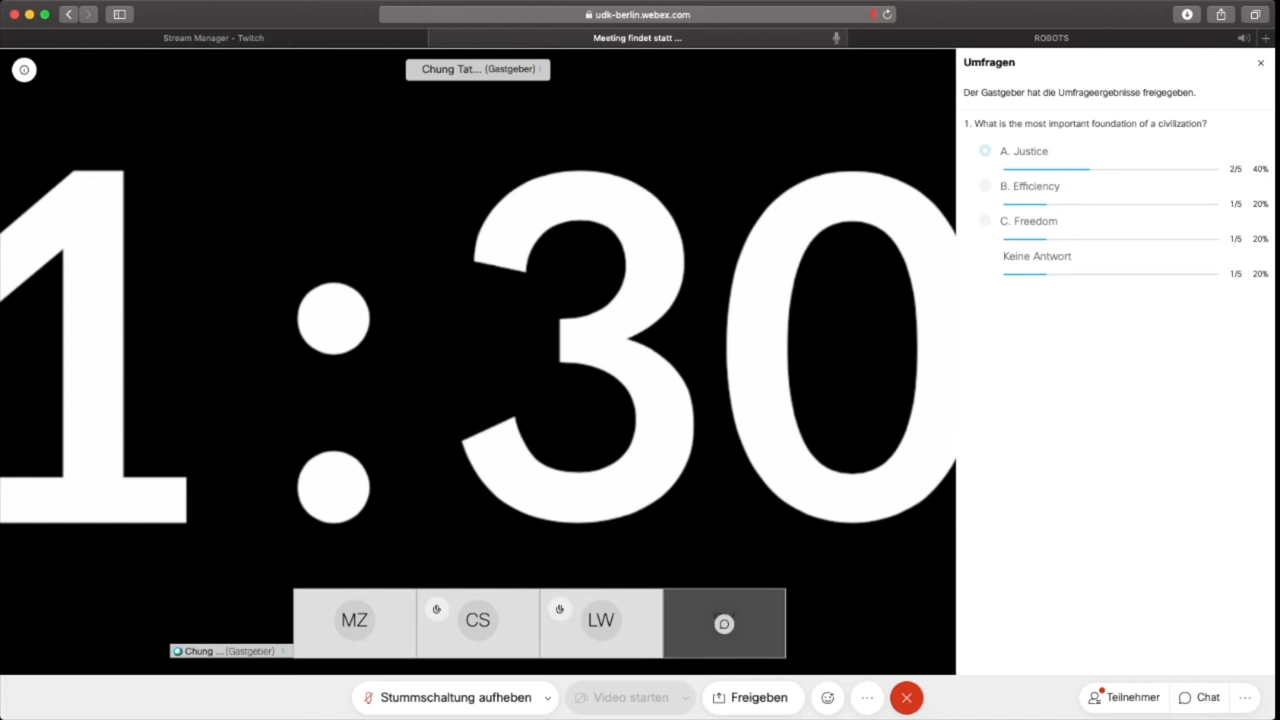 udk-berlin.webex.com
Stream Manager - Twitch
Meeting findet statt ...
ROBOTS
Chung Tat... (Gastgeber)
Umfragen
Der Gastgeber hat die Umfrageergebnisse freigegeben.
1. What is the most important foundation of a civilization?
A. Justice
2/5 40%
B. Efficiency
1/5 20%
C. Freedom
1/5 20%
Keine Antwort
1/5 20%
1:30
MZ
CS
LW
Chung ... (Gastgeber)
Stummschaltung aufheben
Video starten
Freigeben
Teilnehmer
Chat